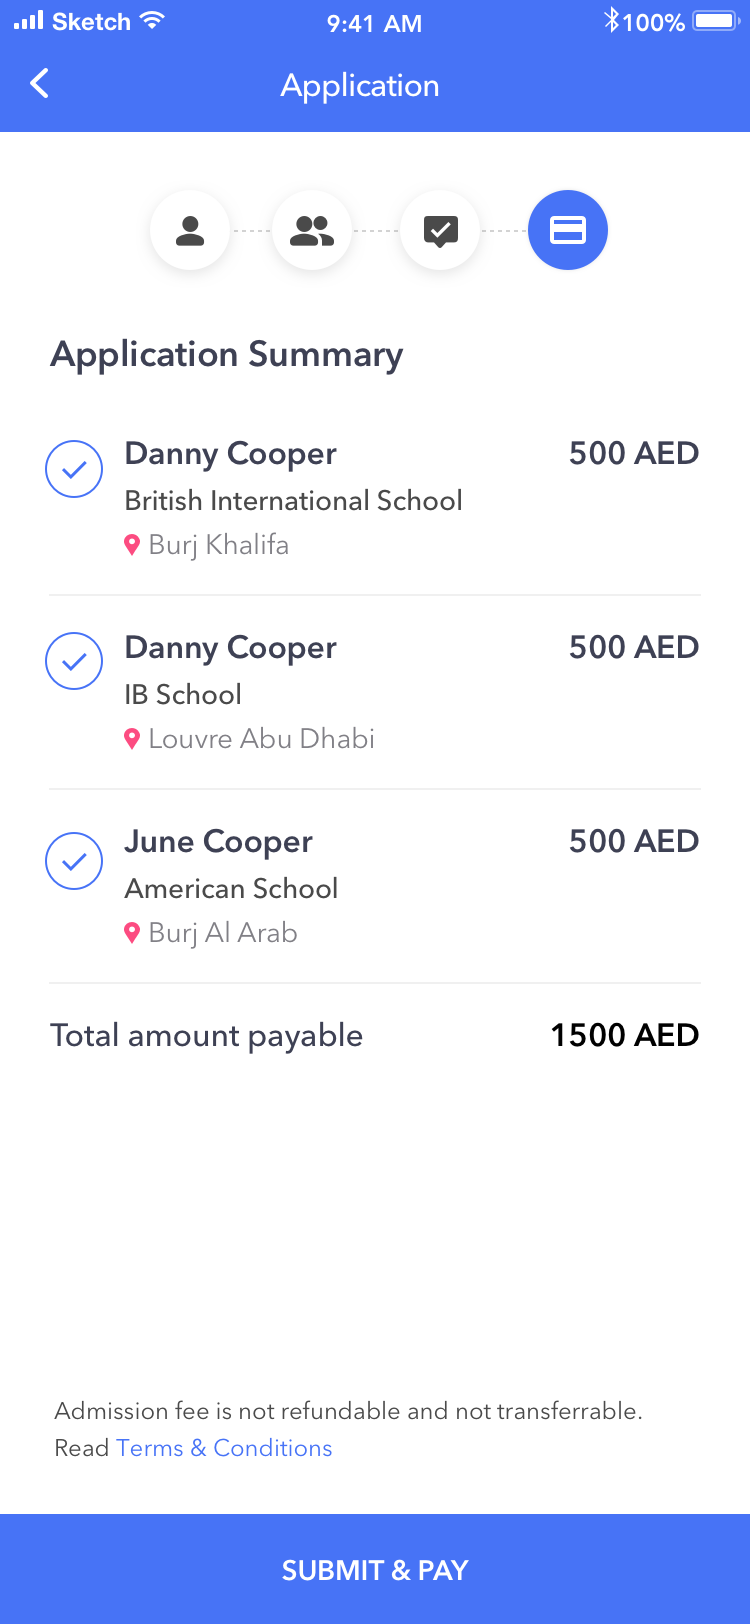 Sketch 9:41 AM 100%
Application
Application Summary
Danny Cooper 500 AED
British International School
Burj Khalifa
Danny Cooper 500 AED
IB School
Louvre Abu Dhabi
June Cooper 500 AED
American School
Burj Al Arab
Total amount payable 1500 AED
Admission fee is not refundable and not transferrable.
Read Terms & Conditions
SUBMIT & PAY